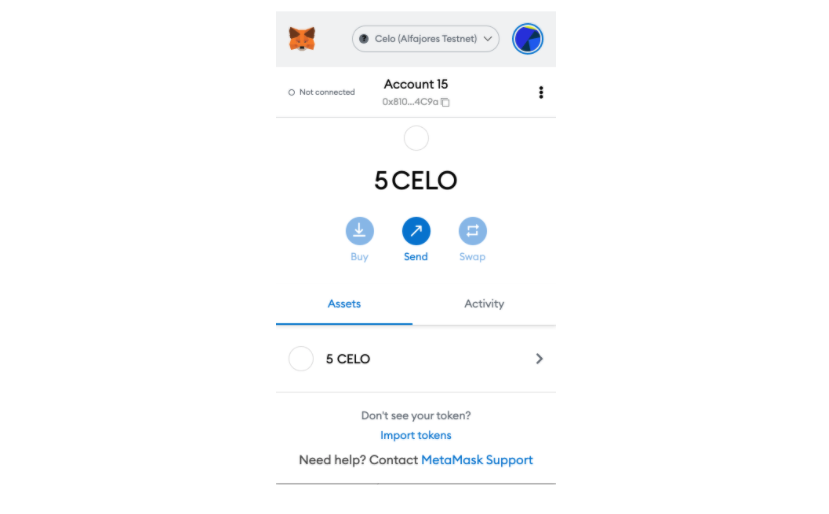 Celo (Alfajores Testnet)
Not connected
Account 15
0x810...4C9a
5 CELO
Buy
Send
Swap
Assets
Activity
5 CELO
Don't see your token?
Import tokens
Need help? Contact MetaMask Support